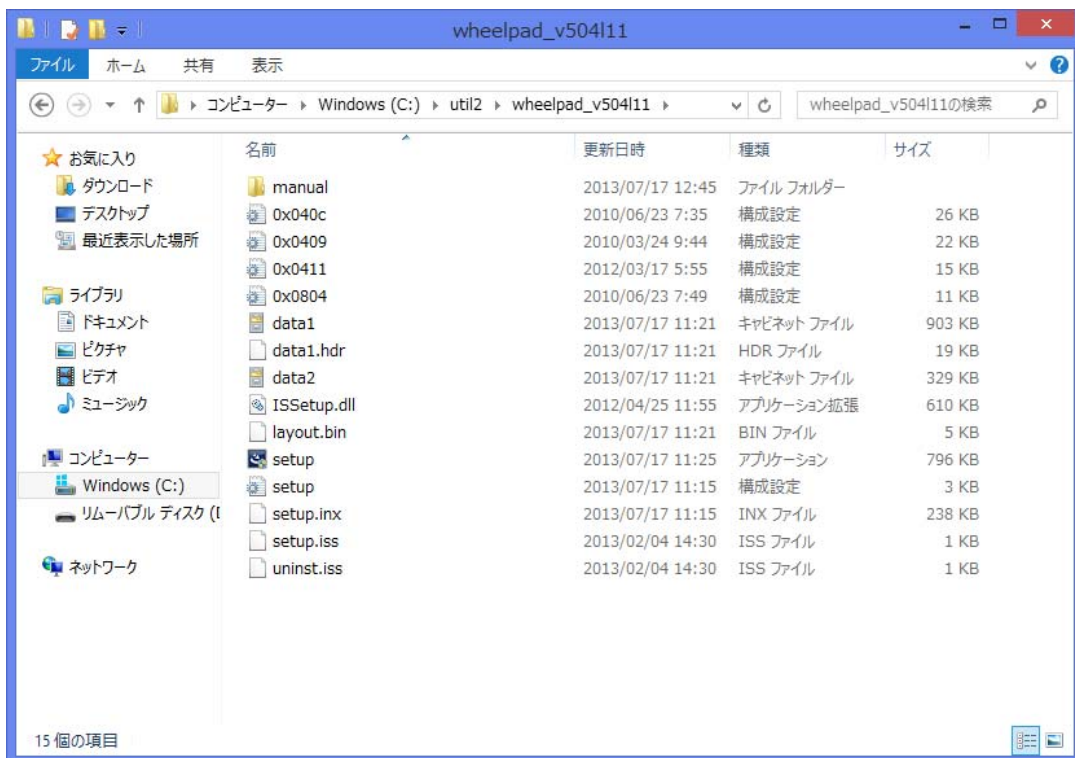 wheelpad_v504l11
ファイル ホーム 共有 表示
コンピューター Windows (C:) util2 wheelpad_v504l11 wheelpad_v504l11の検索
名前 更新日時 種類 サイズ
お気に入り
ダウンロード
デスクトップ
最近表示した場所
ライブラリ
ドキュメント
ピクチャ
ビデオ
ミュージック
コンピューター
Windows (C:)
リムーバブル ディスク (
ネットワーク
manual 2013/07/17 12:45 ファイル フォルダー
0x040c 2010/06/23 7:35 構成設定 26 KB
0x0409 2010/03/24 9:44 構成設定 22 KB
0x0411 2012/03/17 5:55 構成設定 15 KB
0x0804 2010/06/23 7:49 構成設定 11 KB
data1 2013/07/17 11:21 キャビネット ファイル 903 KB
data1.hdr 2013/07/17 11:21 HDR ファイル 19 KB
data2 2013/07/17 11:21 キャビネット ファイル 329 KB
ISSetup.dll 2012/04/25 11:55 アプリケーション拡張 610 KB
layout.bin 2013/07/17 11:21 BIN ファイル 5 KB
setup 2013/07/17 11:25 アプリケーション 796 KB
setup 2013/07/17 11:15 構成設定 3 KB
setup.inx 2013/07/17 11:15 INX ファイル 238 KB
setup.iss 2013/02/04 14:30 ISS ファイル 1 KB
uninst.iss 2013/02/04 14:30 ISS ファイル 1 KB
15 個の項目